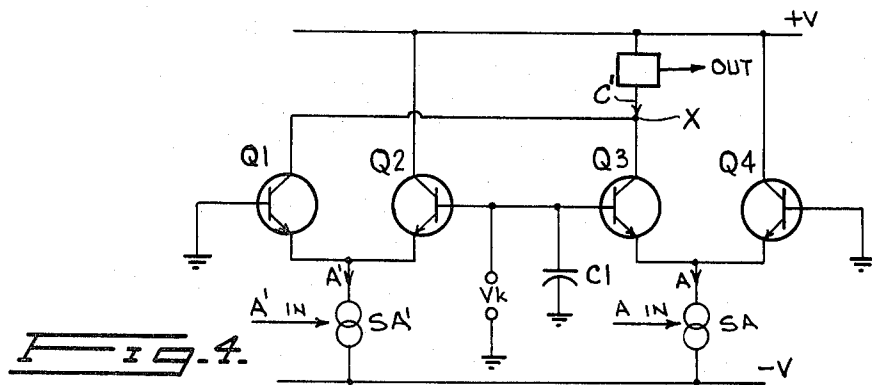 +V
OUT
C'
X
Q1
Q2
Q3
Q4
A'
A
C1
Vk
A' IN
SA'
A IN
SA
Fig. 4.
-V